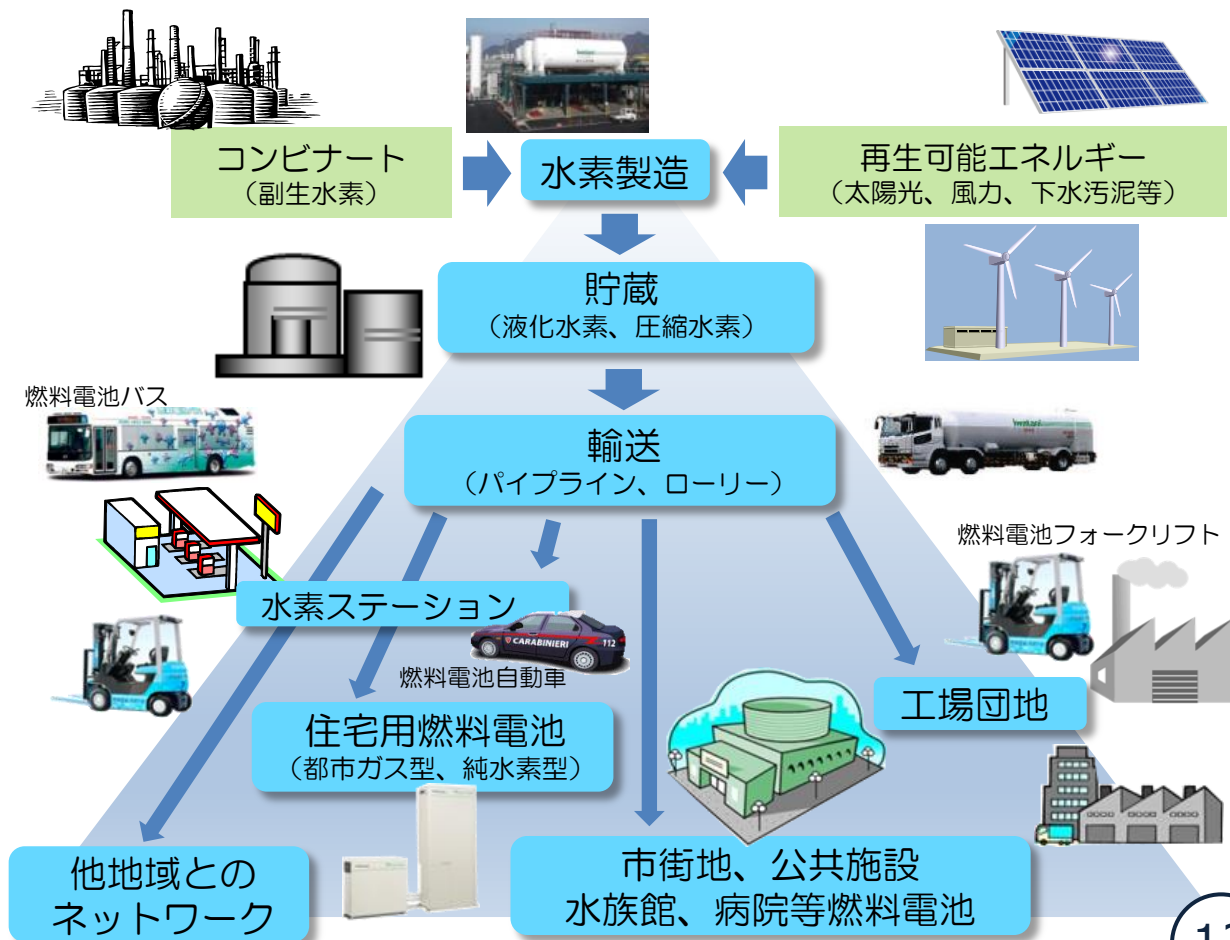 コンビナート
（副生水素）
水素製造
再生可能エネルギー
（太陽光、風力、下水汚泥等）
貯蔵
（液化水素、圧縮水素）
燃料電池バス
輸送
（パイプライン、ローリー）
Iwatani
燃料電池フォークリフト
水素ステーション
CARABINIERI 112
燃料電池自動車
住宅用燃料電池
（都市ガス型、純水素型）
工場団地
他地域との
ネットワーク
市街地、公共施設
水族館、病院等燃料電池